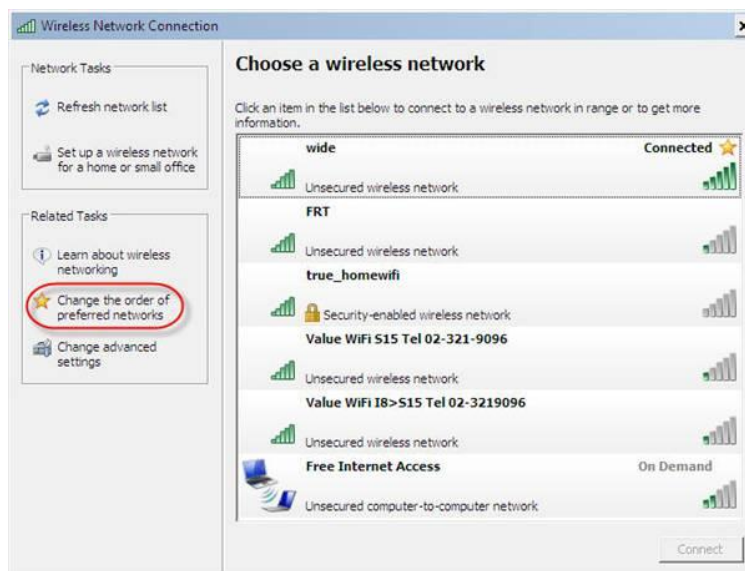 Wireless Network Connection
Network Tasks
Refresh network list
Set up a wireless network
for a home or small office
Related Tasks
Learn about wireless
networking
Change the order of
preferred networks
Change advanced
settings
Choose a wireless network
Click an item in the list below to connect to a wireless network in range or to get more
information.
wide Connected
Unsecured wireless network
FRT
Unsecured wireless network
true_homewifi
Security-enabled wireless network
Value WiFi S15 Tel 02-321-9096
Unsecured wireless network
Value WiFi I8>S15 Tel 02-3219096
Unsecured wireless network
Free Internet Access On Demand
Unsecured computer-to-computer network
Connect